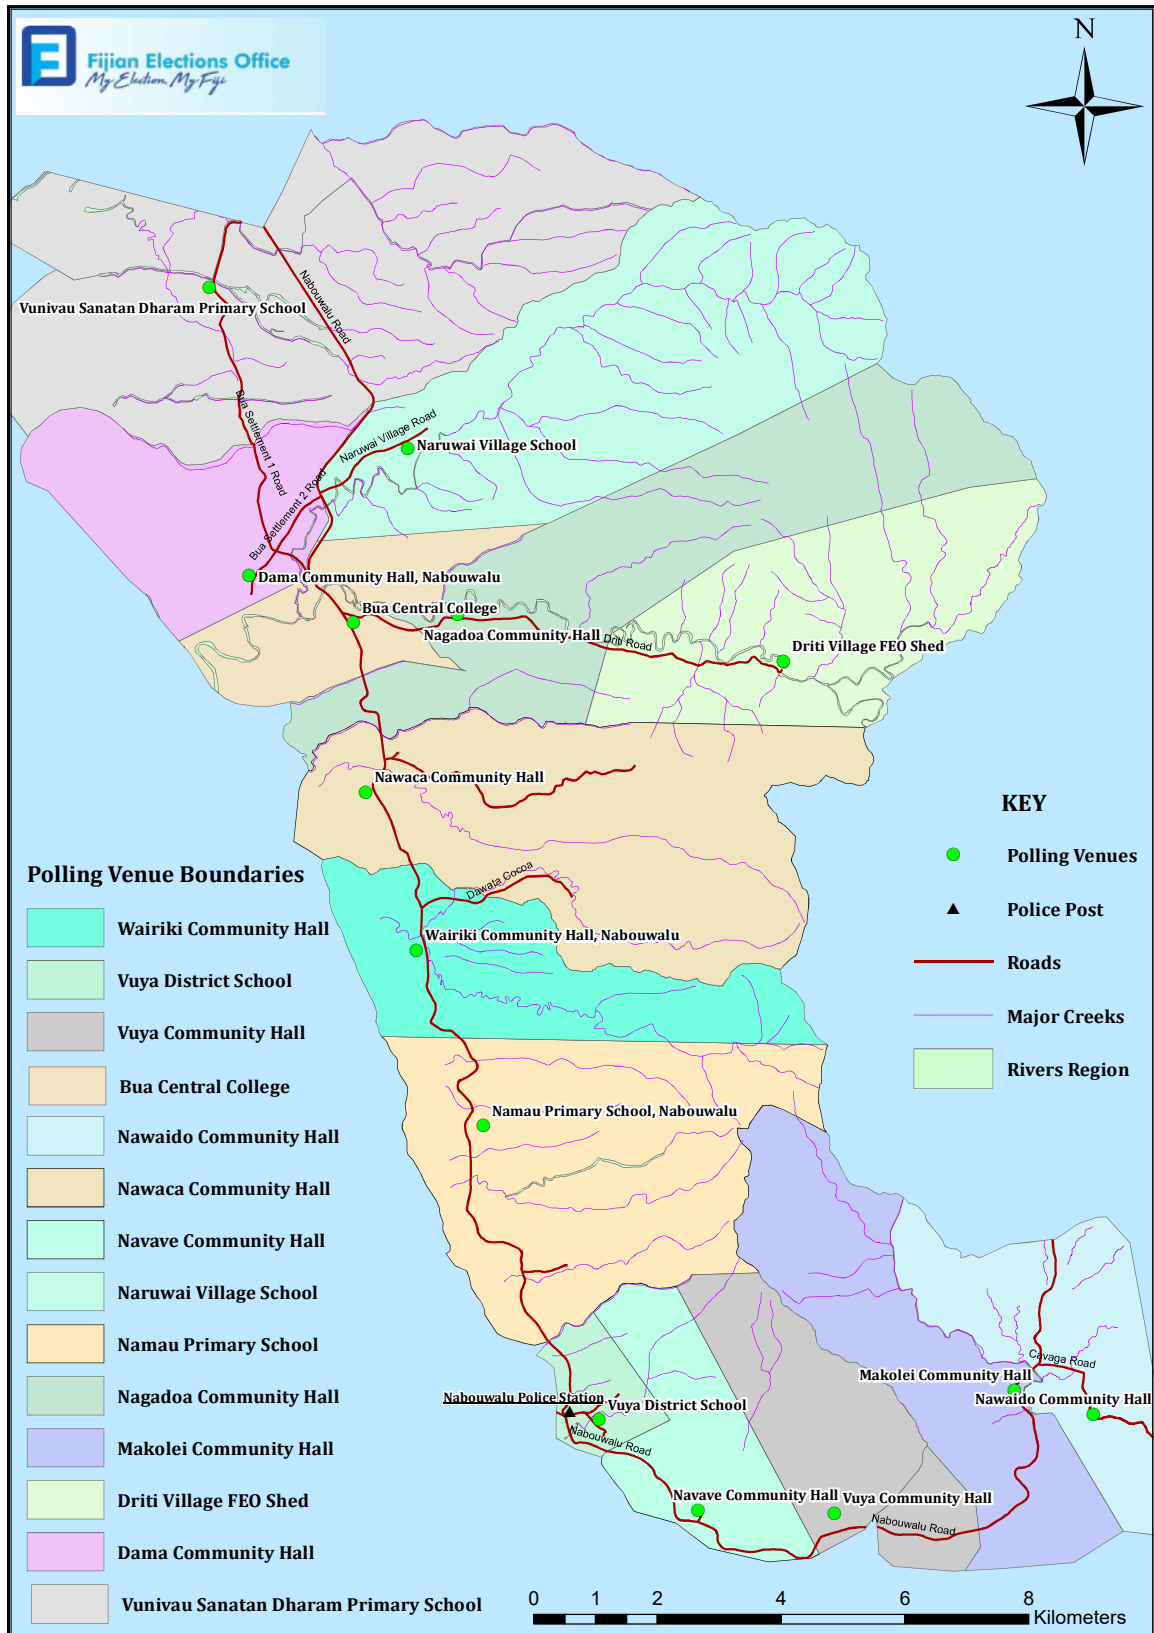 Fijian Elections Office
My Election. My Fiji
N
Nabouwalu Road
Vunivau Sanatan Dharam Primary School
Bua Settlement 1 Road
Naruwai Village Road
Naruwai Village School
Bua Settlement 2 Road
Dama Community Hall, Nabouwalu
Bua Central College
Nagadoa Community Hall
Driti Road
Driti Village FEO Shed
Nawaca Community Hall
Dawala Cocoa
Wairiki Community Hall, Nabouwalu
Namau Primary School, Nabouwalu
Cavaga Road
Makolei Community Hall
Nawaido Community Hall
Nabouwalu Police Station
Vuya District School
Nabouwalu Road
Navave Community Hall
Vuya Community Hall
Nabouwalu Road
KEY
Polling Venues
Police Post
Roads
Major Creeks
Rivers Region
Polling Venue Boundaries
Wairiki Community Hall
Vuya District School
Vuya Community Hall
Bua Central College
Nawaido Community Hall
Nawaca Community Hall
Navave Community Hall
Naruwai Village School
Namau Primary School
Nagadoa Community Hall
Makolei Community Hall
Driti Village FEO Shed
Dama Community Hall
Vunivau Sanatan Dharam Primary School
0 1 2 4 6 8
Kilometers